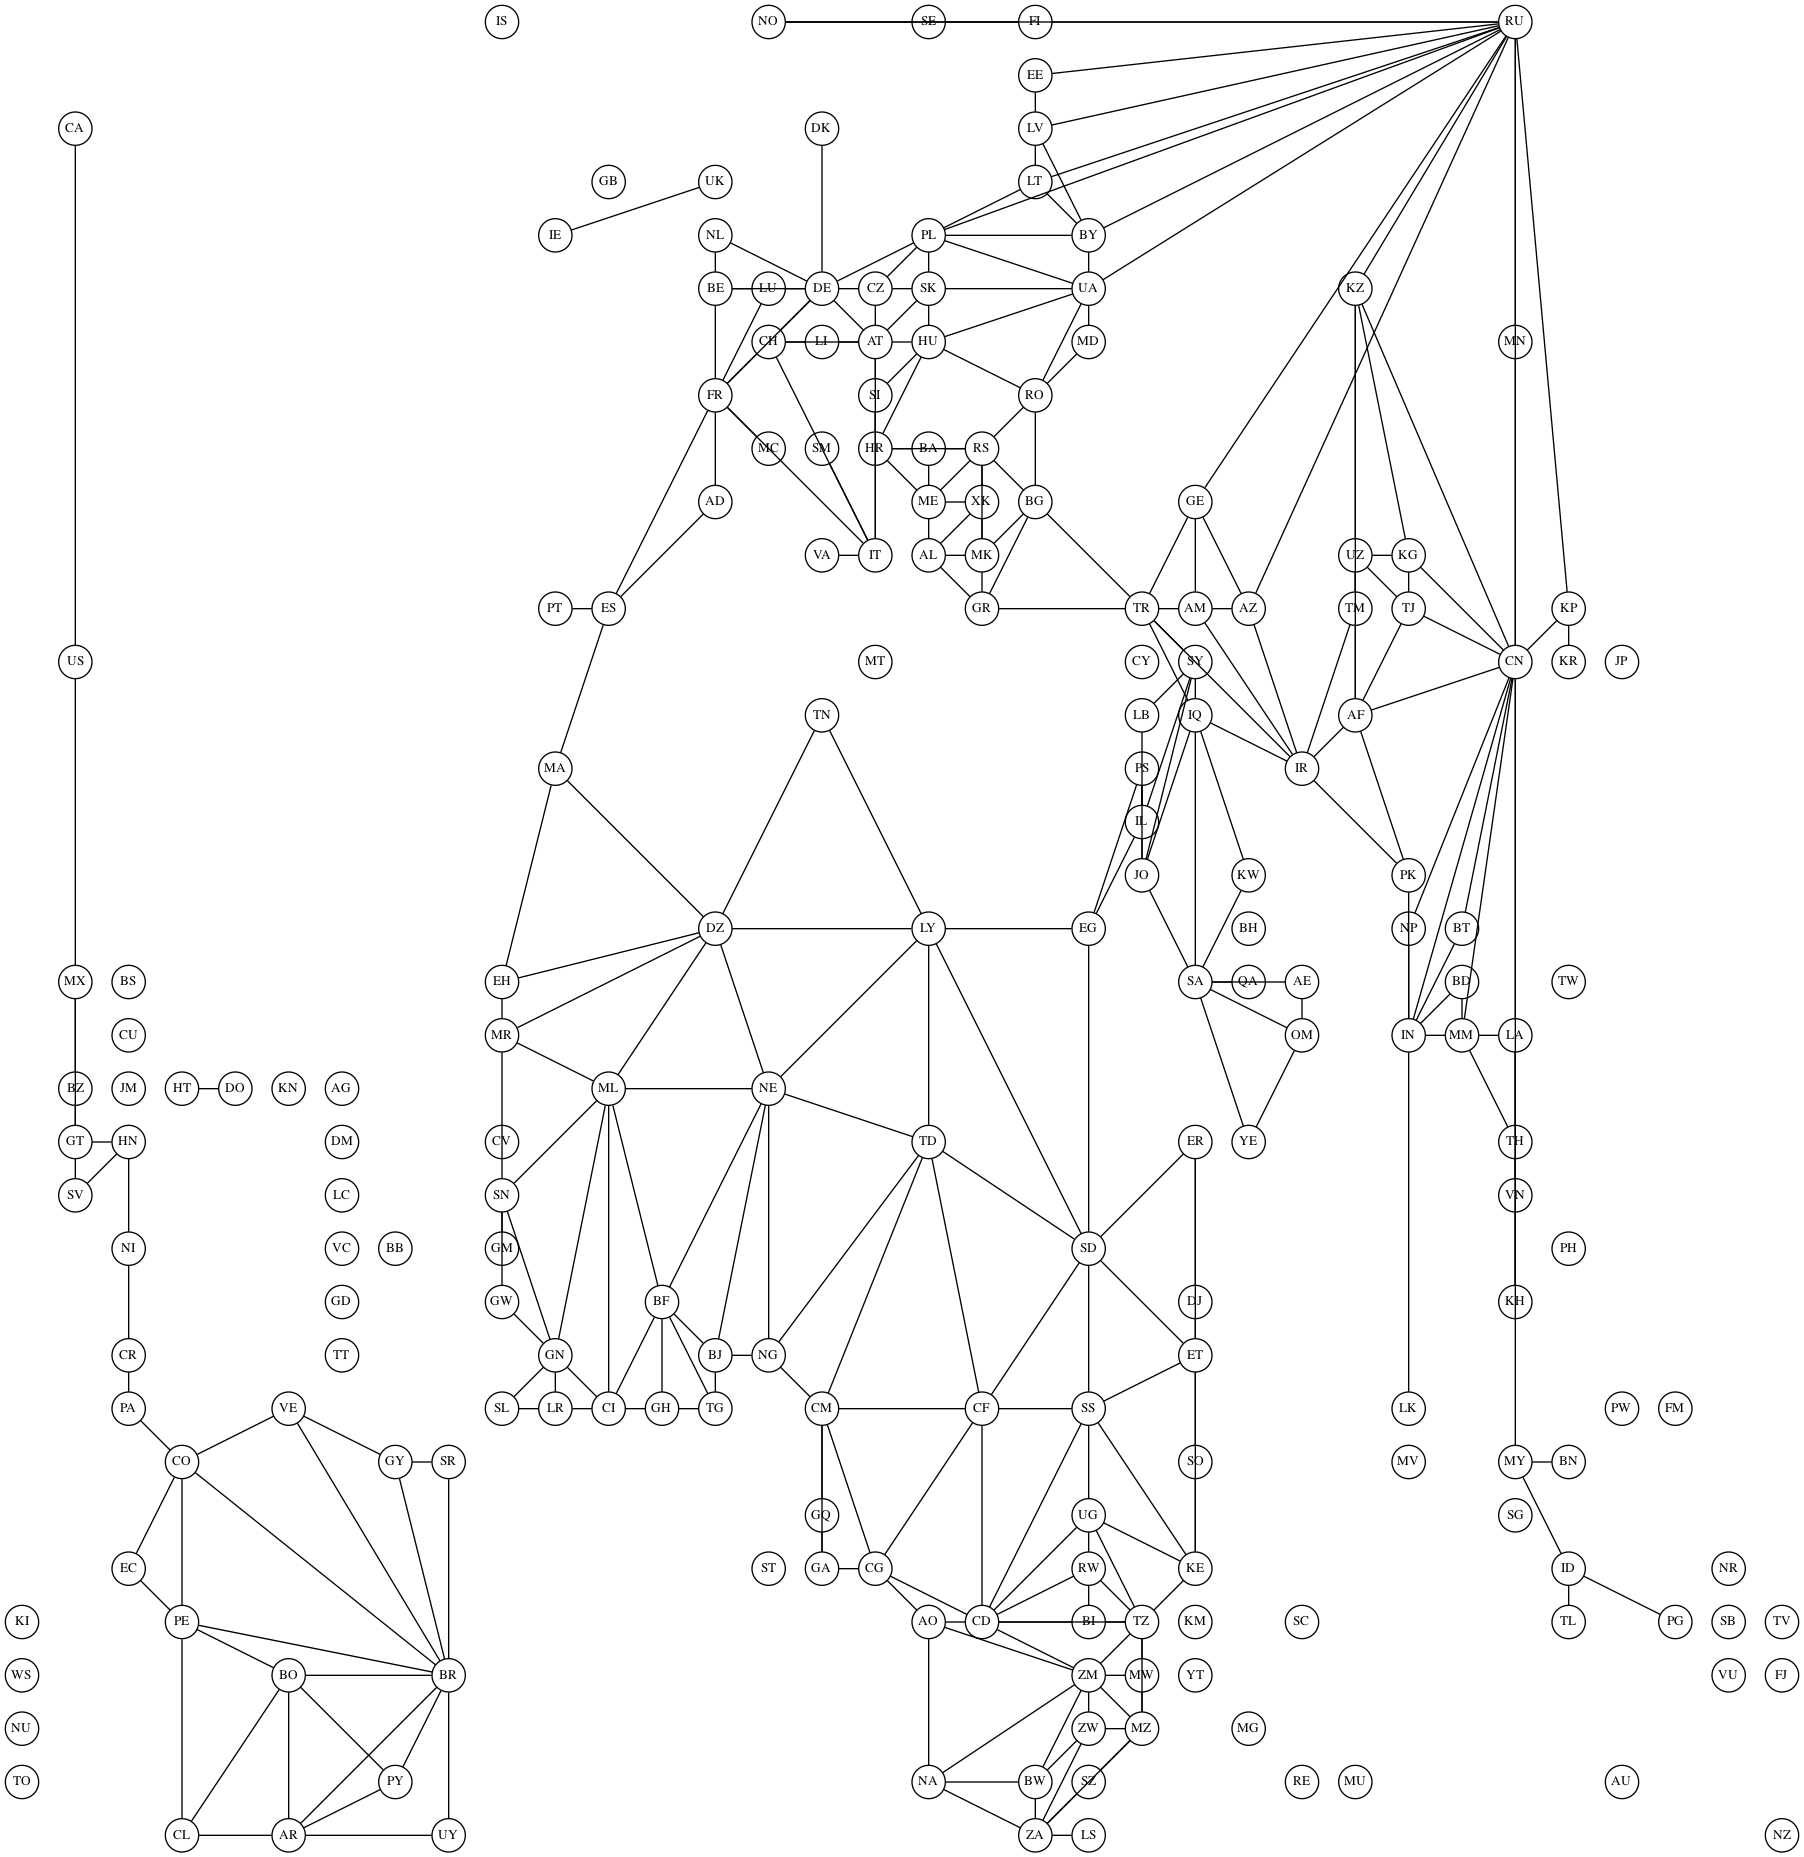 IS NO SE FI RU
EE
CA DK LV
GB UK LT
IE NL PL BY
BE LU DE CZ SK UA KZ
CH LI AT HU MD MN
FR SI RO
MC SM HR BA RS
AD ME XK BG GE
VA IT AL MK UZ KG
PT ES GR TR AM AZ TM TJ KP
US MT CY SY CN KR JP
TN LB IQ AF
MA PS IR
IL
JO KW PK
DZ LY EG BH NP BT
MX BS EH SA QA AE BD TW
CU MR OM IN MM LA
BZ JM HT DO KN AG ML NE
GT HN DM CV TD ER YE TH
SV LC SN VN
NI VC BB GM SD PH
GD GW BF DJ KH
CR TT GN BJ NG ET
PA VE SL LR CI GH TG CM CF SS LK PW FM
CO GY SR SO MV MY BN
GQ UG SG
EC ST GA CG RW KE ID NR
KI PE AO CD BI TZ KM SC TL PG SB TV
WS BO BR ZM MW YT VU FJ
NU ZW MZ MG
TO PY NA BW SZ RE MU AU
CL AR UY ZA LS NZ